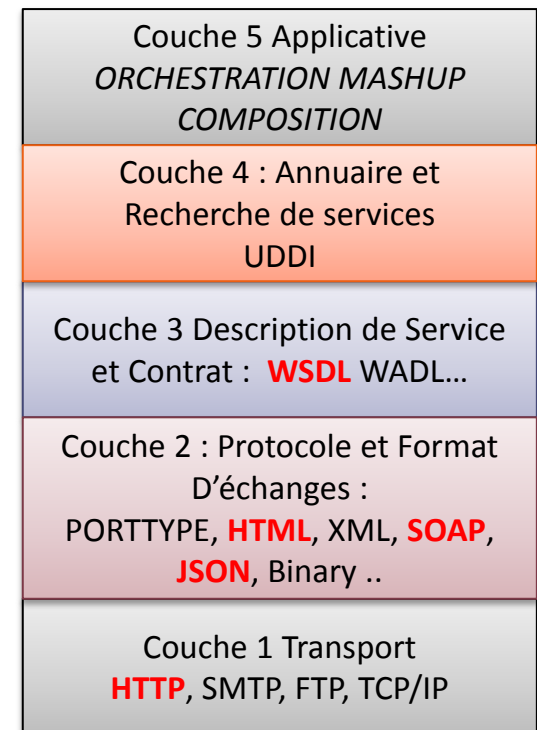 Couche 5 Applicative
ORCHESTRATION MASHUP
COMPOSITION
Couche 4 : Annuaire et
Recherche de services
UDDI
Couche 3 Description de Service
et Contrat : WSDL WADL…
Couche 2 : Protocole et Format
D’échanges :
PORTTYPE, HTML, XML, SOAP,
JSON, Binary ..
Couche 1 Transport
HTTP, SMTP, FTP, TCP/IP